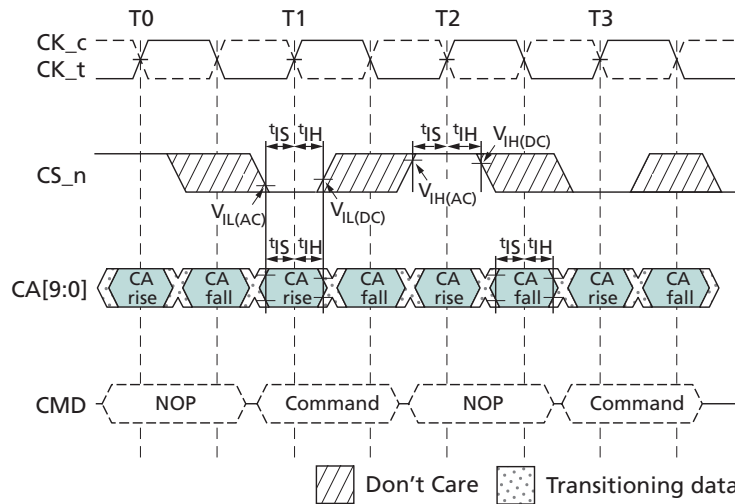 T0 T1 T2 T3
CK_c
CK_t
tIS tIH tIS tIH VIH(DC)
CS_n
VIL(AC) VIL(DC) VIH(AC)
tIS tIH tIS tIH
CA[9:0] CA rise CA fall CA rise CA fall CA rise CA fall CA rise CA fall
CMD NOP Command NOP Command
Don't Care Transitioning data